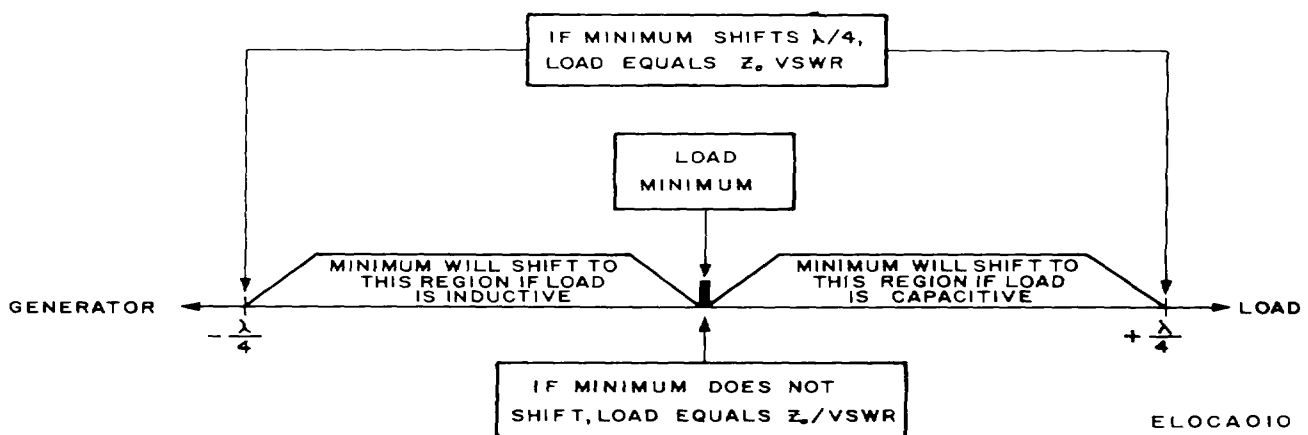 IF MINIMUM SHIFTS λ/4,
LOAD EQUALS Z₀ VSWR
LOAD
MINIMUM
MINIMUM WILL SHIFT TO
THIS REGION IF LOAD
IS INDUCTIVE
MINIMUM WILL SHIFT TO
THIS REGION IF LOAD
IS CAPACITIVE
GENERATOR
LOAD
- λ/4
+ λ/4
IF MINIMUM DOES NOT
SHIFT, LOAD EQUALS Z₀/VSWR
ELOCA010